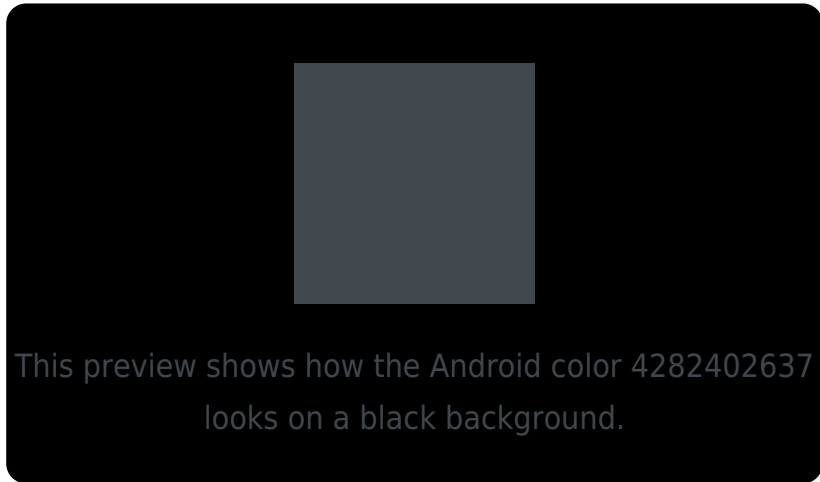 This preview shows how the Android color 4282402637
looks on a black background.